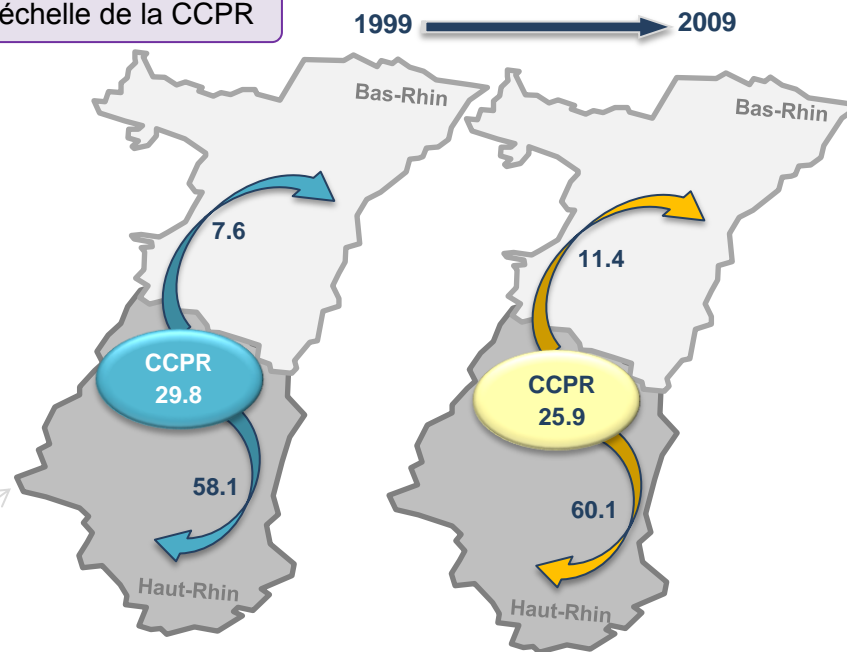 échelle de la CCPR
1999
2009
Bas-Rhin
7.6
CCPR
29.8
58.1
Haut-Rhin
Bas-Rhin
11.4
CCPR
25.9
60.1
Haut-Rhin